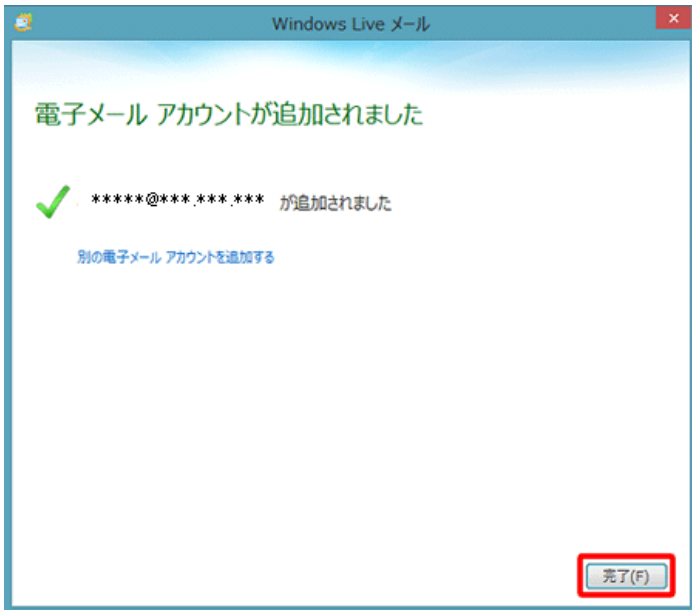 Windows Live メール
電子メール アカウントが追加されました
*****@***.***.*** が追加されました
別の電子メール アカウントを追加する
完了(F)